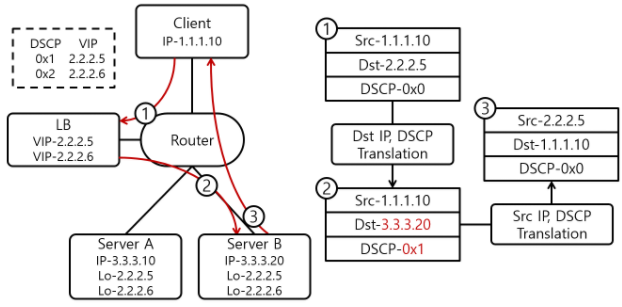 Client
IP-1.1.1.10
DSCP VIP
0x1 2.2.2.5
0x2 2.2.2.6
1
LB
VIP-2.2.2.5
VIP-2.2.2.6
Router
2
3
Server A
IP-3.3.3.10
Lo-2.2.2.5
Lo-2.2.2.6
Server B
IP-3.3.3.20
Lo-2.2.2.5
Lo-2.2.2.6
1
Src-1.1.1.10
Dst-2.2.2.5
DSCP-0x0
Dst IP, DSCP
Translation
2
Src-1.1.1.10
Dst-3.3.3.20
DSCP-0x1
Src IP, DSCP
Translation
3
Src-2.2.2.5
Dst-1.1.1.10
DSCP-0x0